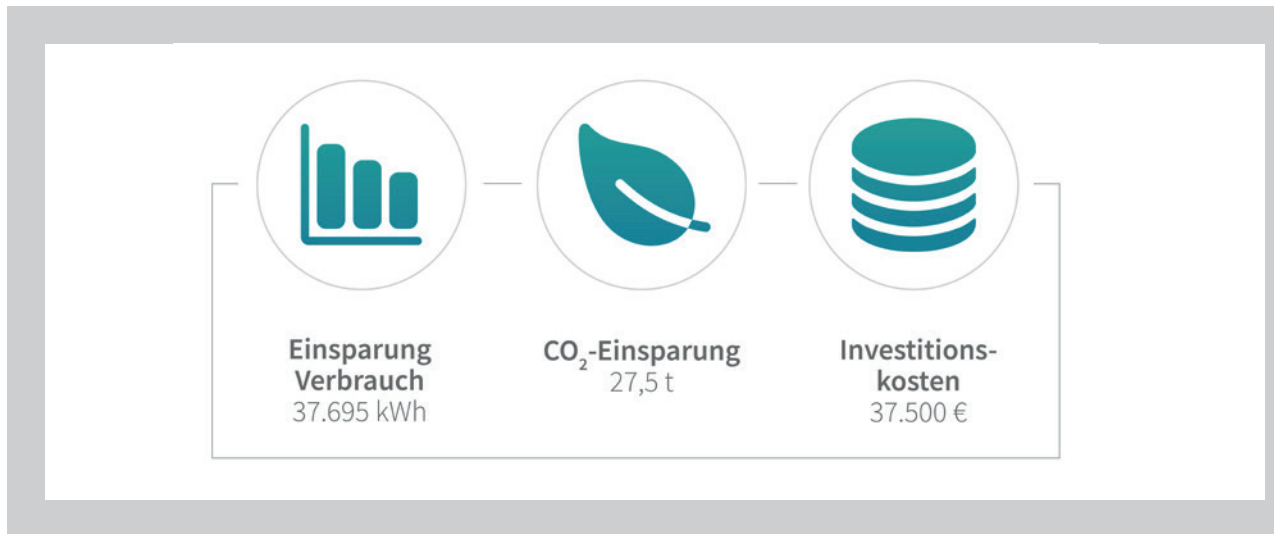 Einsparung
Verbrauch
37.695 kWh
CO₂-Einsparung
27,5 t
Investitions-
kosten
37.500 €